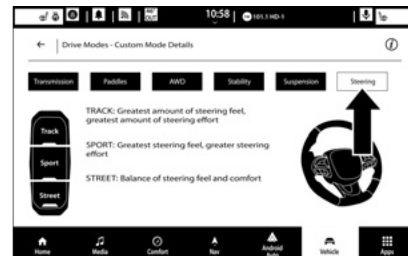 10:58
101.1 HD-1
Drive Modes - Custom Mode Details
Transmission
Paddles
AWD
Stability
Suspension
Steering
Track
Sport
Street
TRACK: Greatest amount of steering feel,
greatest amount of steering effort
SPORT: Greatest steering feel, greater steering
effort
STREET: Balance of steering feel and comfort
Home
Media
Comfort
Nav
Android
Auto
Vehicle
Apps